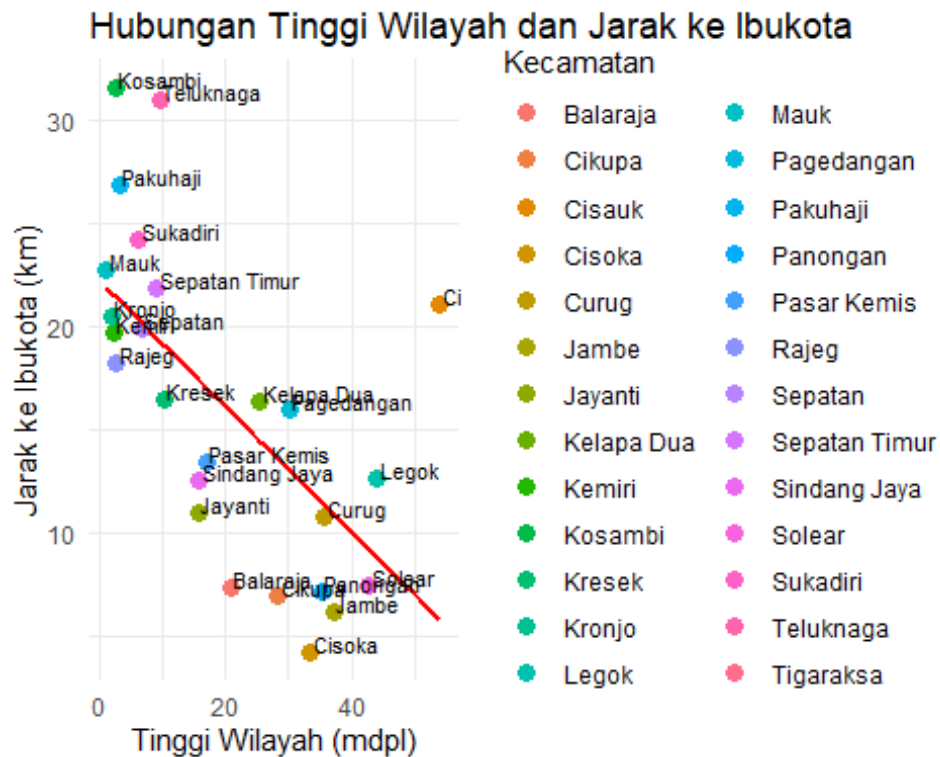 Hubungan Tinggi Wilayah dan Jarak ke Ibukota
Kecamatan
Balaraja
Cikupa
Cisauk
Cisoka
Curug
Jambe
Jayanti
Kelapa Dua
Kemiri
Kosambi
Kresek
Kronjo
Legok
Mauk
Pagedangan
Pakuhaji
Panongan
Pasar Kemis
Rajeg
Sepatan
Sepatan Timur
Sindang Jaya
Solear
Sukadiri
Teluknaga
Tigaraksa
Jarak ke Ibukota (km)
30
20
10
Kosambi
Teluknaga
Pakuhaji
Sukadiri
Mauk
Sepatan Timur
Ci
Kronjo
Sepatan
Kemiri
Rajeg
Kresek
Kelapa Dua
Pagedangan
Pasar Kemis
Sindang Jaya
Legok
Jayanti
Curug
Balaraja
Cikupa
Panongan
Solear
Jambe
Cisoka
0
20
40
Tinggi Wilayah (mdpl)